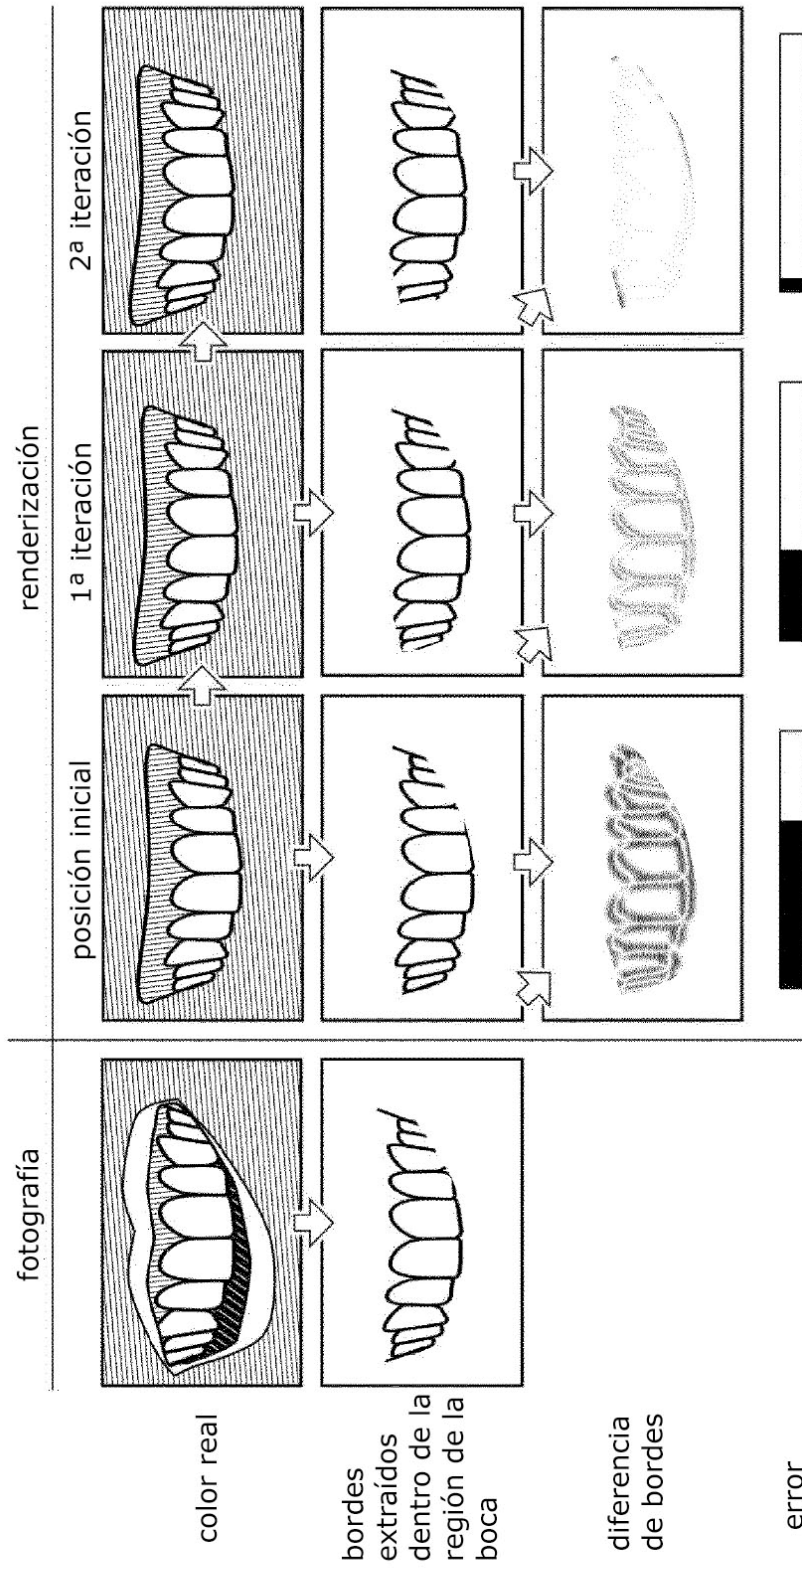 fotografía
renderización
posición inicial
1ª iteración
2ª iteración
color real
bordes
extraídos
dentro de la
región de la
boca
diferencia
de bordes
error